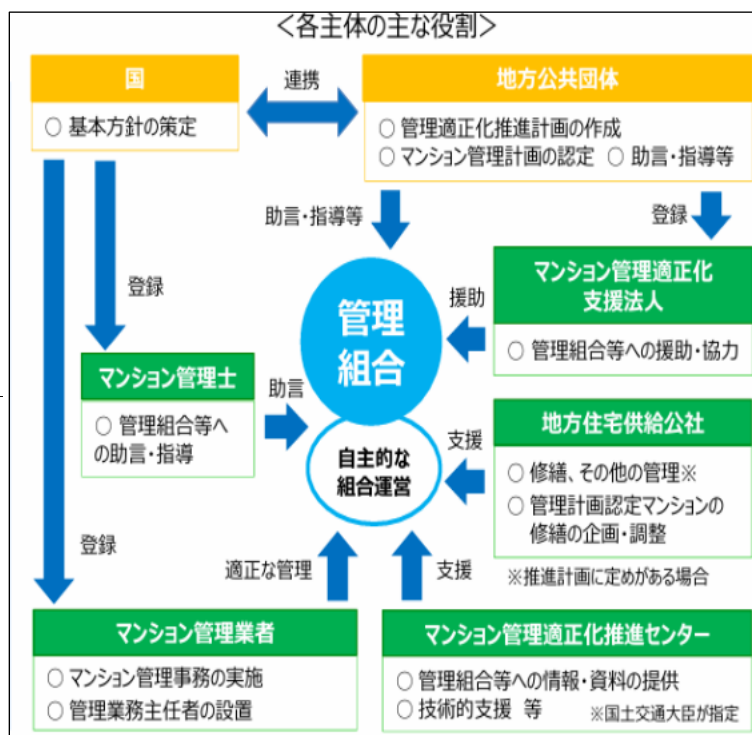 <各主体の主な役割>
国
○ 基本方針の策定
連携
地方公共団体
○ 管理適正化推進計画の作成
○ マンション管理計画の認定 ○ 助言・指導等
助言・指導等
登録
登録
マンション管理適正化
支援法人
○ 管理組合等への援助・協力
援助
管理
組合
マンション管理士
○ 管理組合等へ
の助言・指導
助言
自主的な
組合運営
支援
地方住宅供給公社
○ 修繕、その他の管理※
○ 管理計画認定マンションの
修繕の企画・調整
※推進計画に定めがある場合
登録
適正な管理
支援
マンション管理業者
○ マンション管理事務の実施
○ 管理業務主任者の設置
マンション管理適正化推進センター
○ 管理組合等への情報・資料の提供
○ 技術的支援 等 ※国土交通大臣が指定